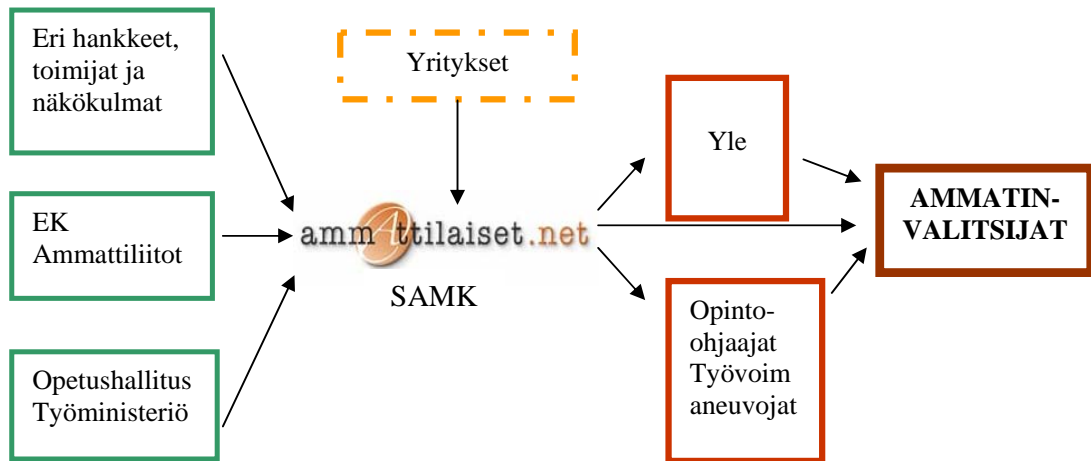 Eri hankkeet,
toimijat ja
näkökulmat
EK
Ammattiliitot
Opetushallitus
Työministeriö
Yritykset
ammAttilaiset.net
SAMK
Yle
Opinto-
ohjaajat
Työvoim
aneuvojat
AMMATIN-
VALITSIJAT